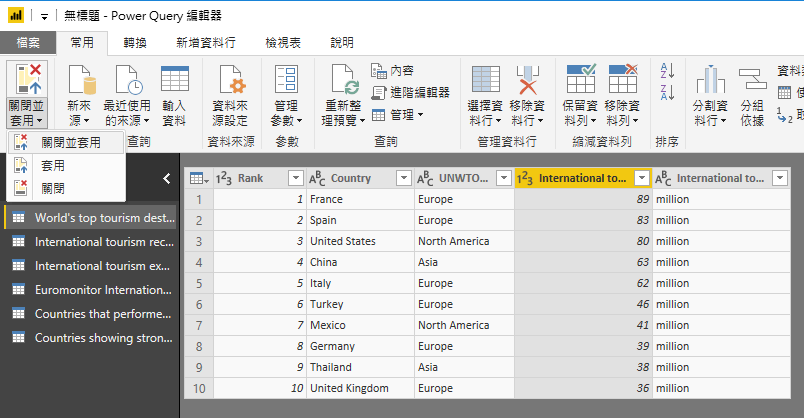 無標題 - Power Query 編輯器
檔案 常用 轉換 新增資料行 檢視表 說明
關閉並套用 新來源 最近使用的來源 輸入資料 資料來源設定 管理參數 重新整理預覽 內容 進階編輯器 管理 選擇資料行 移除資料行 保留資料列 移除資料列 分割資料行 分組依據
查詢 資料來源 參數 查詢 管理資料行 縮減資料列 排序
關閉並套用
套用
關閉
World's top tourism dest...
International tourism rec...
International tourism ex...
Euromonitor Internation...
Countries that performe...
Countries showing stron...
Rank Country UNWTO... International to... International to...
1 1 France Europe 89 million
2 2 Spain Europe 83 million
3 3 United States North America 80 million
4 4 China Asia 63 million
5 5 Italy Europe 62 million
6 6 Turkey Europe 46 million
7 7 Mexico North America 41 million
8 8 Germany Europe 39 million
9 9 Thailand Asia 38 million
10 10 United Kingdom Europe 36 million